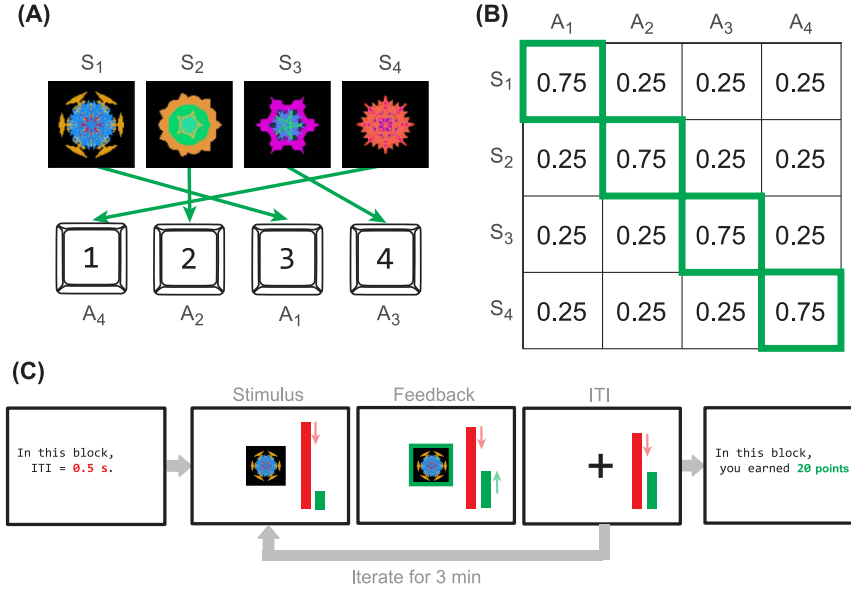 (A)
S1 S2 S3 S4
1 2 3 4
A4 A2 A1 A3
(B)
A1 A2 A3 A4
S1 0.75 0.25 0.25 0.25
S2 0.25 0.75 0.25 0.25
S3 0.25 0.25 0.75 0.25
S4 0.25 0.25 0.25 0.75
(C)
Stimulus Feedback ITI
In this block,
ITI = 0.5 s.
In this block,
you earned 20 points
Iterate for 3 min